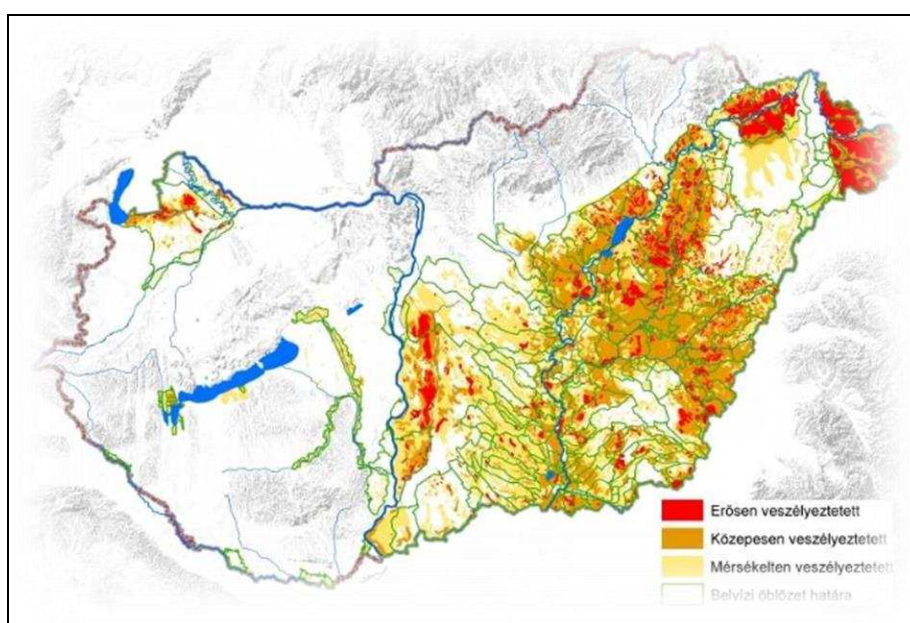 Erősen veszélyeztetett
Közepesen veszélyeztetett
Mérsékelten veszélyeztetett
Belvízi öblözet határa